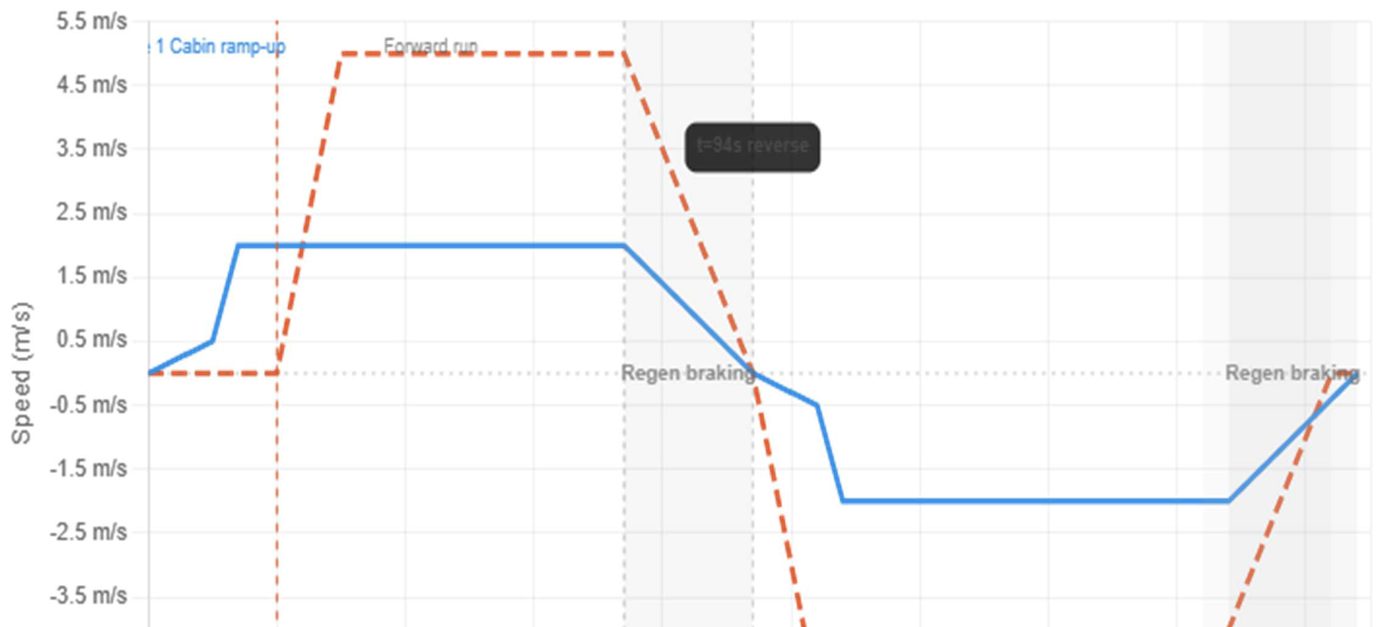 5.5 m/s
: 1 Cabin ramp-up
Forward run
4.5 m/s
t=94s reverse
3.5 m/s
2.5 m/s
1.5 m/s
0.5 m/s
Regen braking
Regen braking
-0.5 m/s
-1.5 m/s
-2.5 m/s
-3.5 m/s
Speed (m/s)